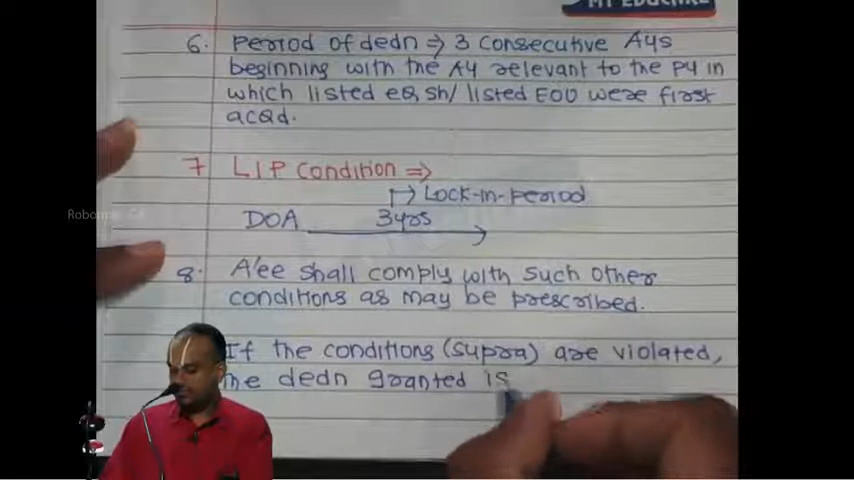 MT EDUCARE
6. Period of dedn ⇒ 3 consecutive AYs
beginning with the AY relevant to the PY in
which listed eq. sh/ listed EOU were first
acqd.
7 LIP condition ⇒
↱ Lock-in-period
DOA 3yrs
8. A'ee shall comply with such other
conditions as may be prescribed.
If the conditions (supra) are violated,
the dedn granted is